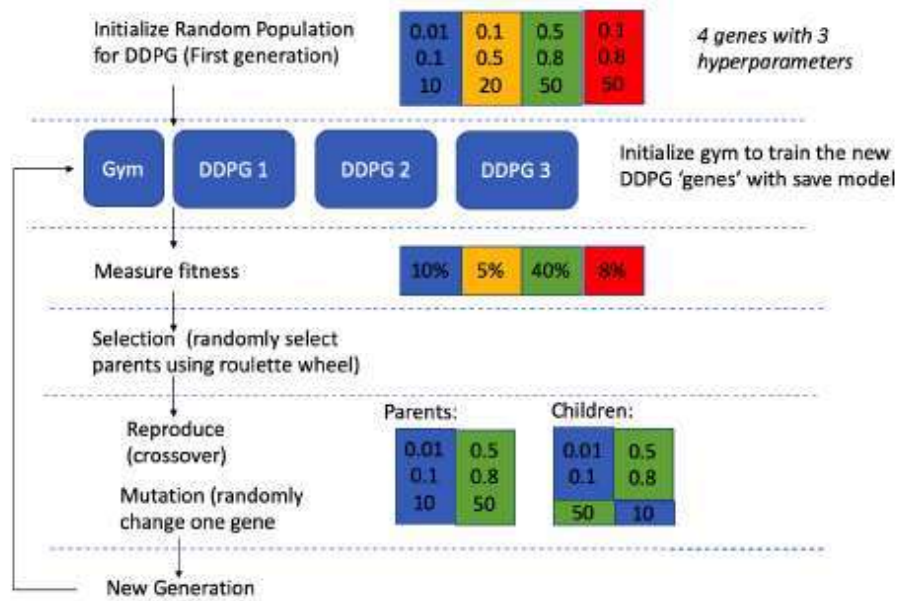 Initialize Random Population
for DDPG (First generation)
0.01 0.1 0.5 0.1
0.1 0.5 0.8 0.8
10 20 50 50
4 genes with 3
hyperparameters
Gym DDPG 1 DDPG 2 DDPG 3
Initialize gym to train the new
DDPG ‘genes’ with save model
Measure fitness
10% 5% 40% 8%
Selection (randomly select
parents using roulette wheel)
Reproduce
(crossover)
Mutation (randomly
change one gene
Parents:
0.01 0.5
0.1 0.8
10 50
Children:
0.01 0.5
0.1 0.8
50 10
New Generation